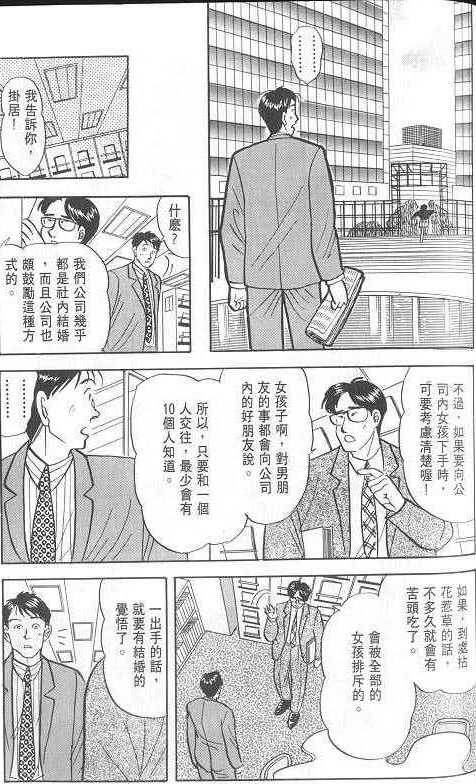 ⋯⋯⋯
我告訴你，
掛居！
什麼？
我們公司幾乎
都是社內結婚
，而且公司也
頗鼓勵這種方
式的。
不過，如果要向公
司內女孩下手時，
可要考慮清楚喔！
女孩子啊，對男朋
友的事都會向公司
內的好朋友說。
所以，只要和一個
人交往，最少會有
10個人知道。
⋯⋯⋯
如果，到處拈
花惹草的話，
不多久就會有
苦頭吃了。
會被全部的
女孩排斥的。
一出手的話，
就要有結婚的
覺悟了。